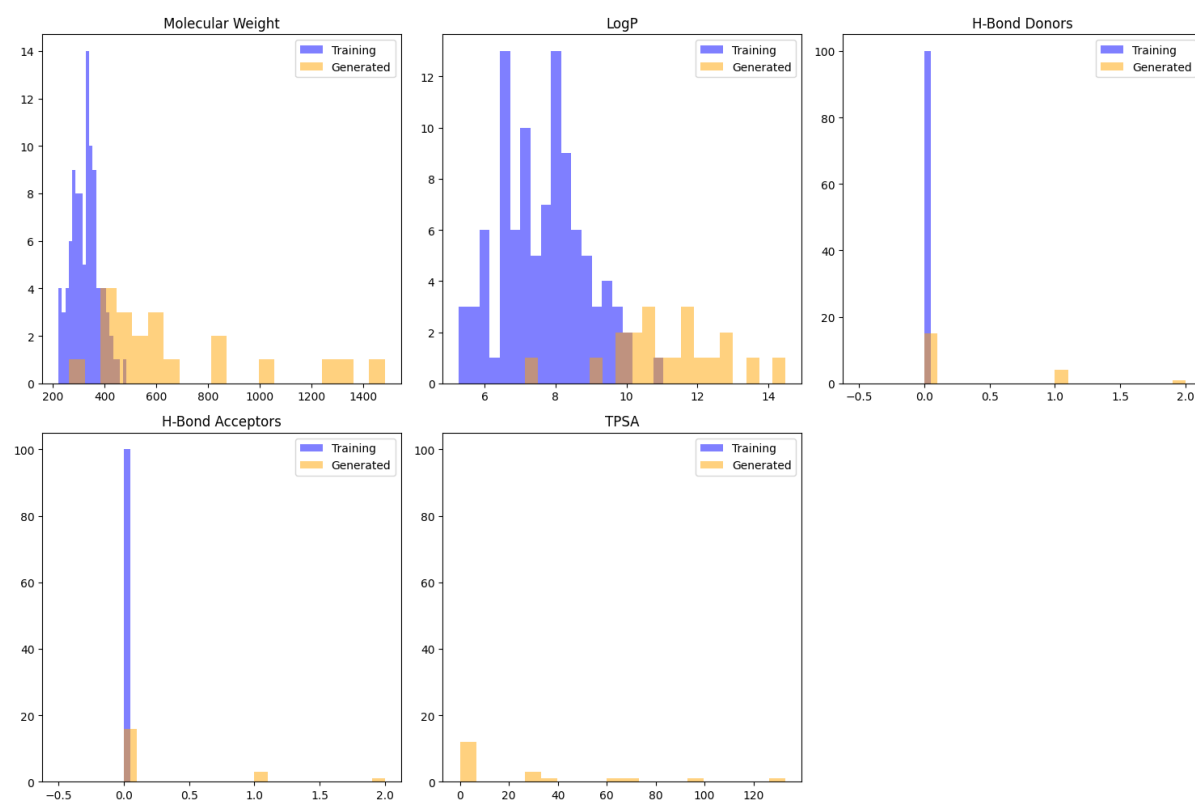 Molecular Weight
14
12
10
8
6
4
2
0
200 400 600 800 1000 1200 1400
Training
Generated
LogP
12
10
8
6
4
2
0
6 8 10 12 14
Training
Generated
H-Bond Donors
100
80
60
40
20
0
−0.5 0.0 0.5 1.0 1.5 2.0
Training
Generated
H-Bond Acceptors
100
80
60
40
20
0
−0.5 0.0 0.5 1.0 1.5 2.0
Training
Generated
TPSA
100
80
60
40
20
0
0 20 40 60 80 100 120
Training
Generated